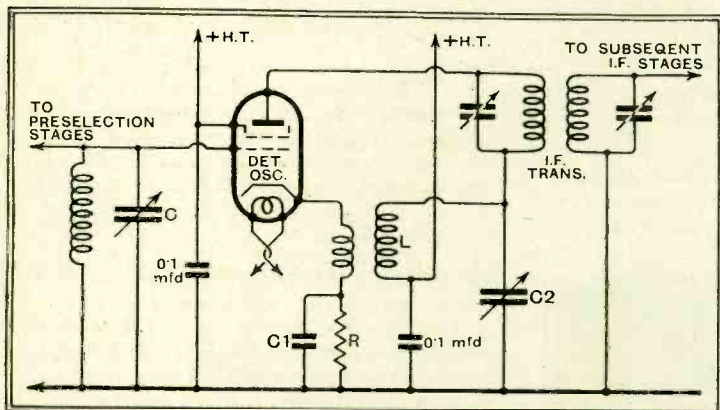 +H.T.
+H.T.
TO SUBSEQENT
I.F. STAGES
TO
PRESELECTION
STAGES
DET.
OSC.
I.F.
TRANS.
C
L
0·1
mfd
C1
R
0·1 mfd
C2